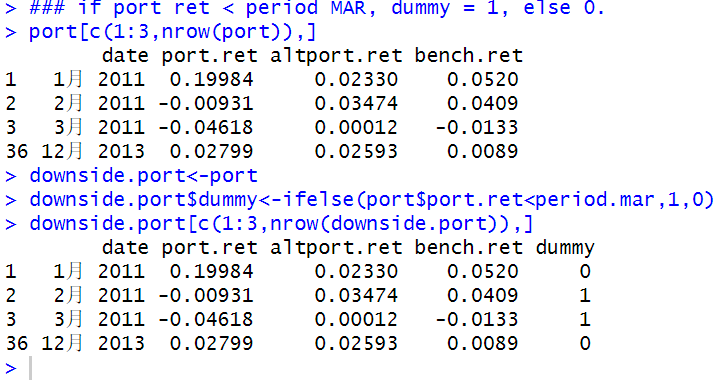 > ### if port ret < period MAR, dummy = 1, else 0.
> port[c(1:3,nrow(port)),]
       date port.ret altport.ret bench.ret
1   1月 2011  0.19984     0.02330    0.0520
2   2月 2011 -0.00931     0.03474    0.0409
3   3月 2011 -0.04618     0.00012   -0.0133
36 12月 2013  0.02799     0.02593    0.0089
> downside.port<-port
> downside.port$dummy<-ifelse(port$port.ret<period.mar,1,0)
> downside.port[c(1:3,nrow(downside.port)),]
       date port.ret altport.ret bench.ret dummy
1   1月 2011  0.19984     0.02330    0.0520     0
2   2月 2011 -0.00931     0.03474    0.0409     1
3   3月 2011 -0.04618     0.00012   -0.0133     1
36 12月 2013  0.02799     0.02593    0.0089     0
>